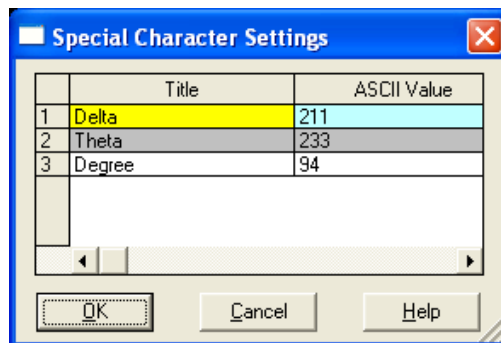 Special Character Settings
Title ASCII Value
1 Delta 211
2 Theta 233
3 Degree 94
OK Cancel Help